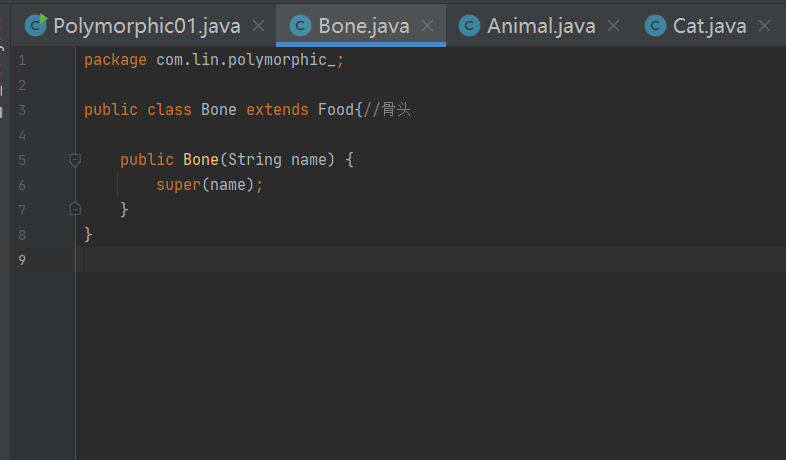 Polymorphic01.java Bone.java Animal.java Cat.java
1 package com.lin.polymorphic_;
2
3 public class Bone extends Food{//骨头
4
5 public Bone(String name) {
6 super(name);
7 }
8 }
9